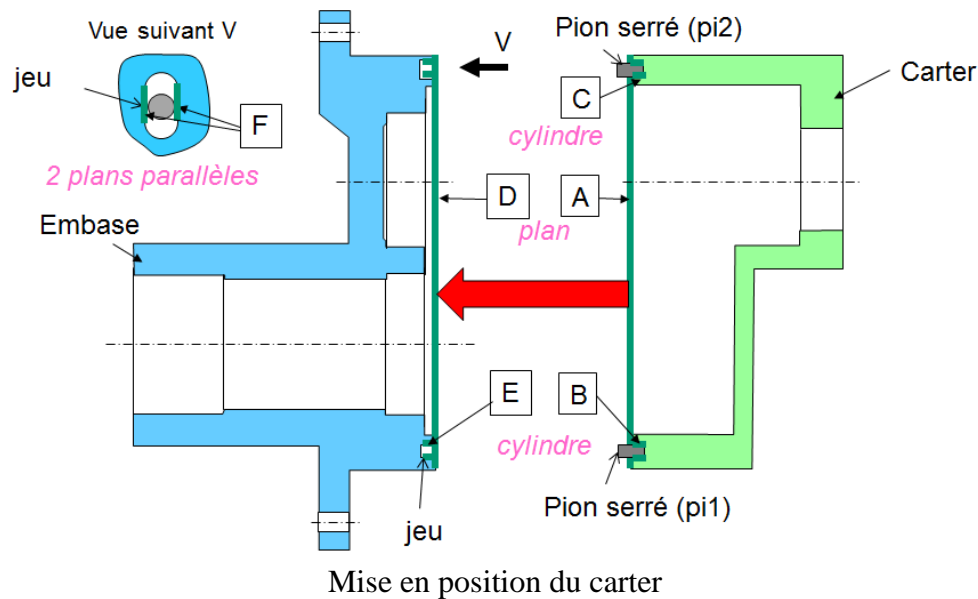 Vue suivant V
jeu
F
2 plans parallèles
Embase
V
Pion serré (pi2)
Carter
C
cylindre
D
A
plan
E
B
cylindre
jeu
Pion serré (pi1)
Mise en position du carter